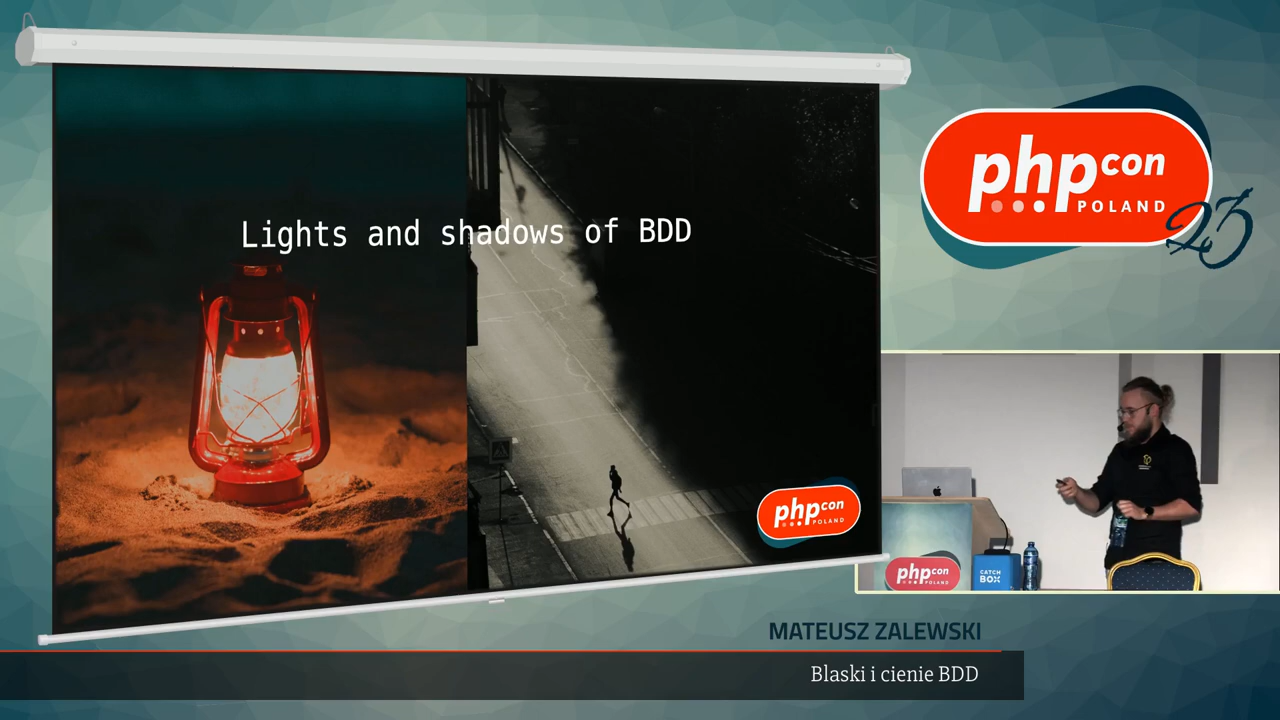 Lights and shadows of BDD
phpcon
POLAND
phpcon
POLAND
23
phpcon
POLAND
CATCH
BOX
MATEUSZ ZALEWSKI
Blaski i cienie BDD